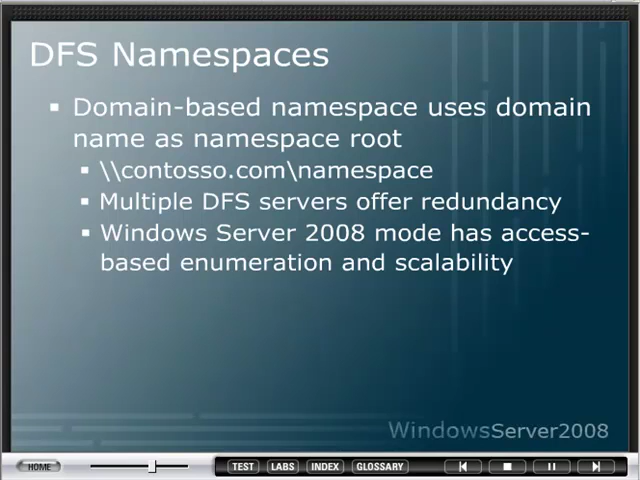 DFS Namespaces
▪ Domain-based namespace uses domain
name as namespace root
▪ \\contosso.com\namespace
▪ Multiple DFS servers offer redundancy
▪ Windows Server 2008 mode has access-
based enumeration and scalability
WindowsServer2008
HOME TEST LABS INDEX GLOSSARY